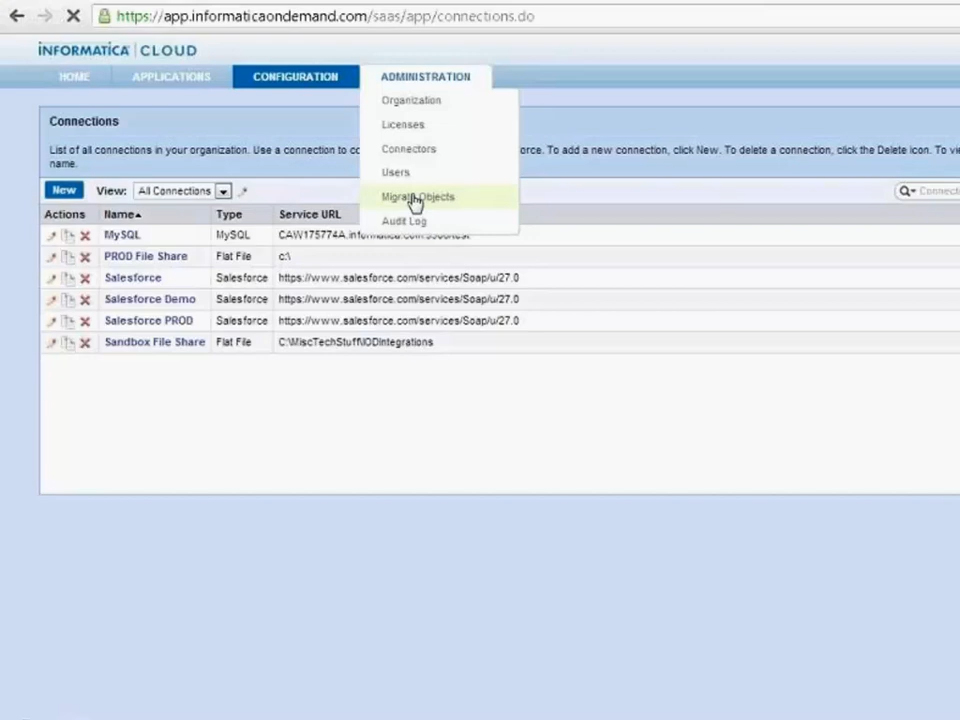 https://app.informaticaondemand.com/saas/app/connections.do
INFORMATICA | CLOUD
HOME APPLICATIONS CONFIGURATION ADMINISTRATION
Organization
Licenses
Connectors
Users
Migrate Objects
Audit Log
Connections
List of all connections in your organization. Use a connection to co orce. To add a new connection, click New. To delete a connection, click the Delete icon. To vie
name.
New View: All Connections Connecti
Actions Name Type Service URL
MySQL MySQL
PROD File Share Flat File c:\
Salesforce Salesforce https://www.salesforce.com/services/Soap/u/27.0
Salesforce Demo Salesforce https://www.salesforce.com/services/Soap/u/27.0
Salesforce PROD Salesforce https://www.salesforce.com/services/Soap/u/27.0
Sandbox File Share Flat File C:\MiscTechStuff\IODIntegrations